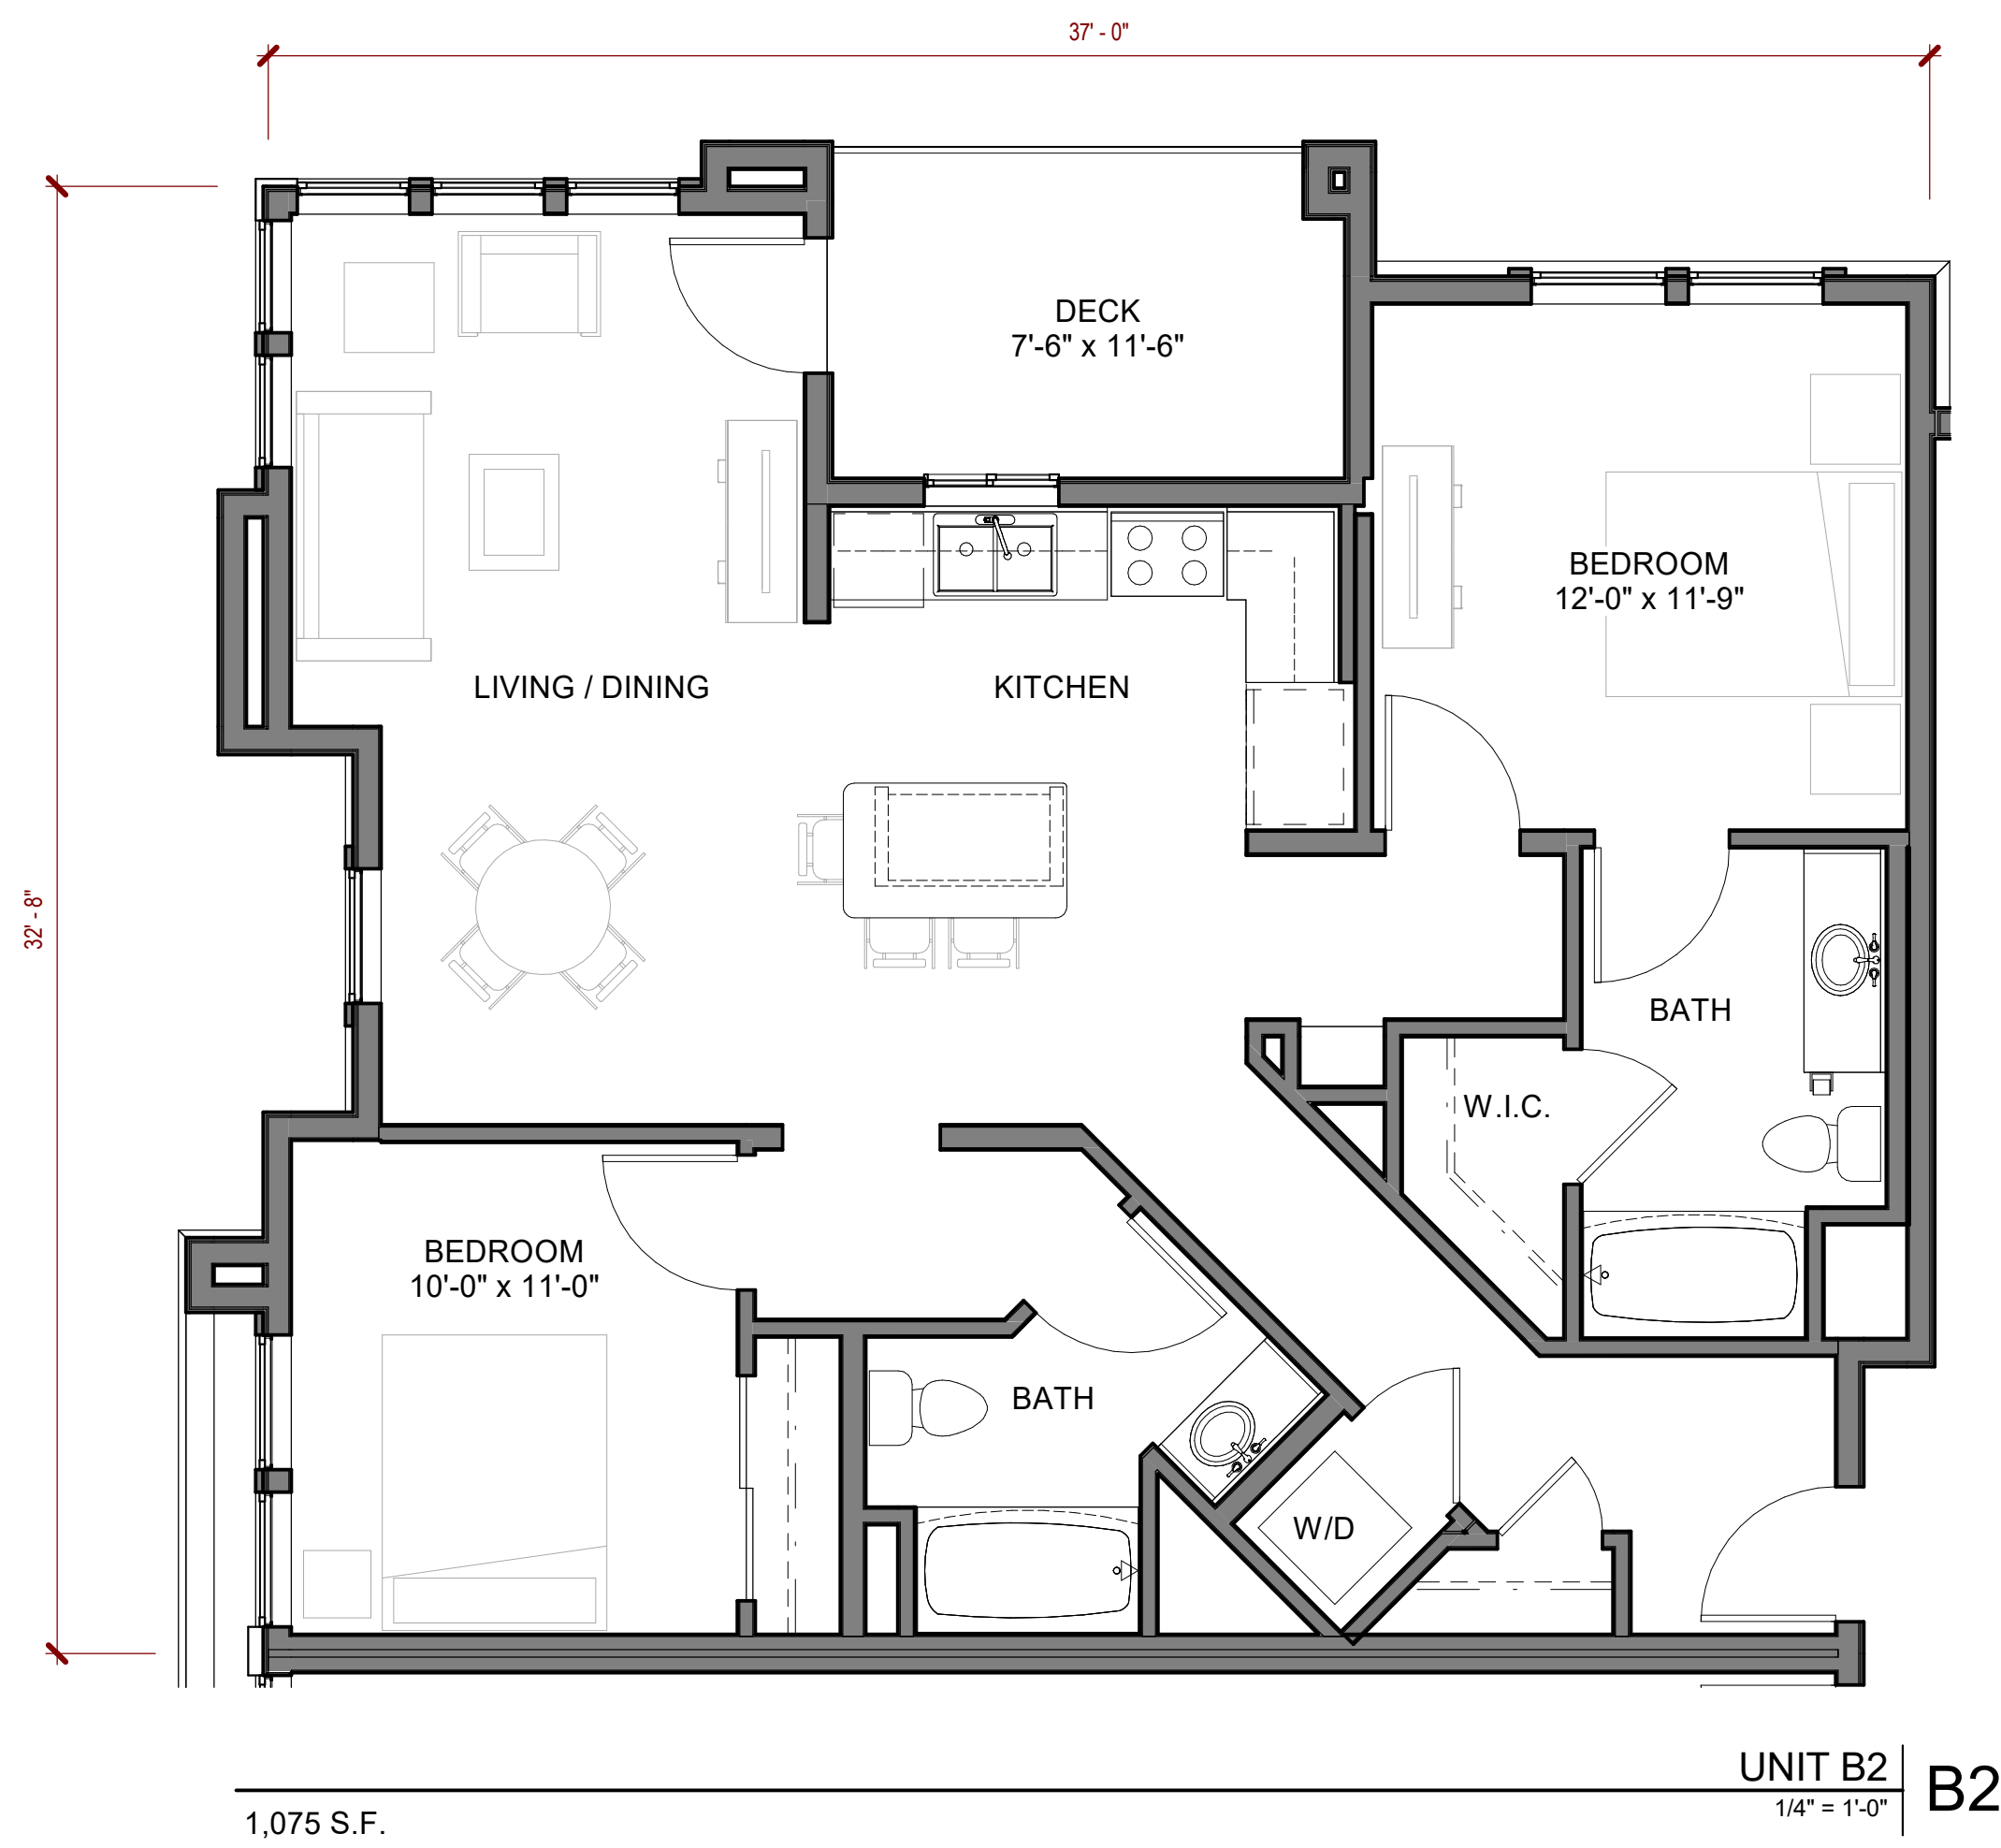 37' - 0"
DECK
7'-6" x 11'-6"
BEDROOM
12'-0" x 11'-9"
LIVING / DINING
KITCHEN
32' - 8"
BATH
W.I.C.
BEDROOM
10'-0" x 11'-0"
BATH
W/D
UNIT B2
B2
1/4" = 1'-0"
1,075 S.F.